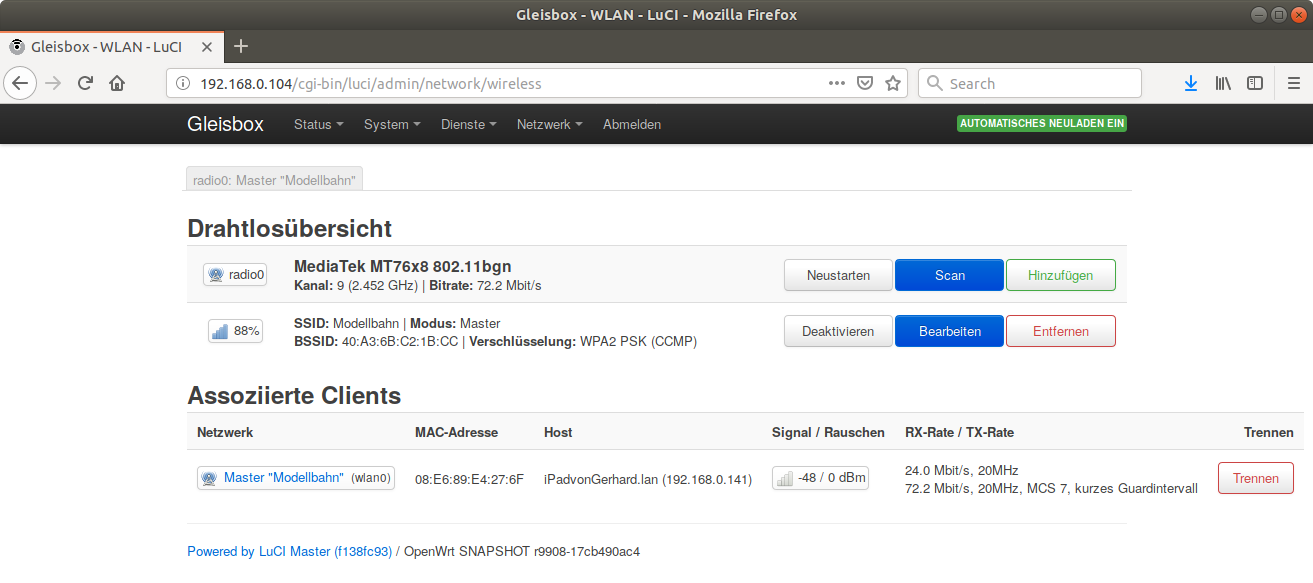 Gleisbox - WLAN - LuCI - Mozilla Firefox
Gleisbox - WLAN - LuCI
192.168.0.104/cgi-bin/luci/admin/network/wireless
Search
Gleisbox Status System Dienste Netzwerk Abmelden AUTOMATISCHES NEULADEN EIN
radio0: Master "Modellbahn"
Drahtlosübersicht
radio0
MediaTek MT76x8 802.11bgn
Kanal: 9 (2.452 GHz) | Bitrate: 72.2 Mbit/s
Neustarten Scan Hinzufügen
88%
SSID: Modellbahn | Modus: Master
BSSID: 40:A3:6B:C2:1B:CC | Verschlüsselung: WPA2 PSK (CCMP)
Deaktivieren Bearbeiten Entfernen
Assoziierte Clients
Netzwerk MAC-Adresse Host Signal / Rauschen RX-Rate / TX-Rate Trennen
Master "Modellbahn" (wlan0) 08:E6:89:E4:27:6F iPadvonGerhard.lan (192.168.0.141) -48 / 0 dBm
24.0 Mbit/s, 20MHz
72.2 Mbit/s, 20MHz, MCS 7, kurzes Guardintervall
Trennen
Powered by LuCI Master (f138fc93) / OpenWrt SNAPSHOT r9908-17cb490ac4